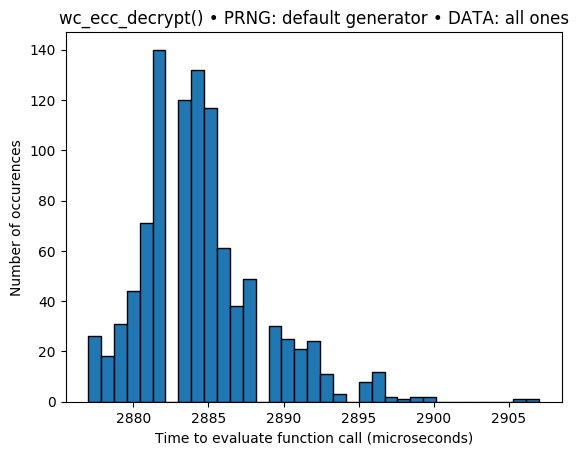 wc_ecc_decrypt() • PRNG: default generator • DATA: all ones
140
120
100
80
60
40
20
0
Number of occurences
2880 2885 2890 2895 2900 2905
Time to evaluate function call (microseconds)